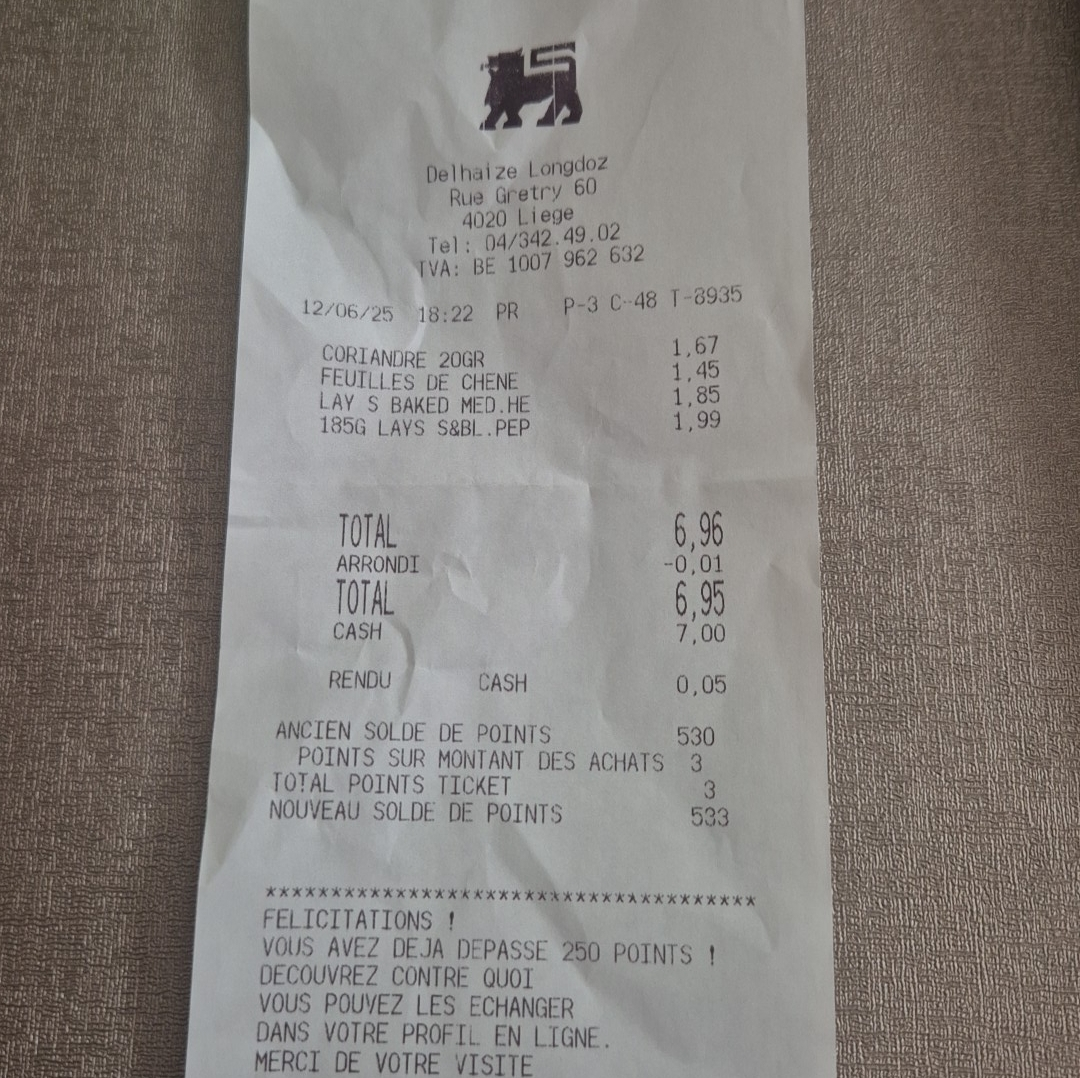 Delhaize Longdoz
Rue Gretry 60
4020 Liege
Tel: 04/342.49.02
TVA: BE 1007 962 632
12/06/25 18:22 PR P-3 C-48 T-8935
CORIANDRE 20GR 1,67
FEUILLES DE CHENE 1,45
LAY S BAKED MED.HE 1,85
185G LAYS S&BL.PEP 1,99
TOTAL 6,96
ARRONDI -0,01
TOTAL 6,95
CASH 7,00
RENDU CASH 0,05
ANCIEN SOLDE DE POINTS 530
POINTS SUR MONTANT DES ACHATS 3
TOTAL POINTS TICKET 3
NOUVEAU SOLDE DE POINTS 533
**************************************
FELICITATIONS !
VOUS AVEZ DEJA DEPASSE 250 POINTS !
DECOUVREZ CONTRE QUOI
VOUS POUVEZ LES ECHANGER
DANS VOTRE PROFIL EN LIGNE.
MERCI DE VOTRE VISITE